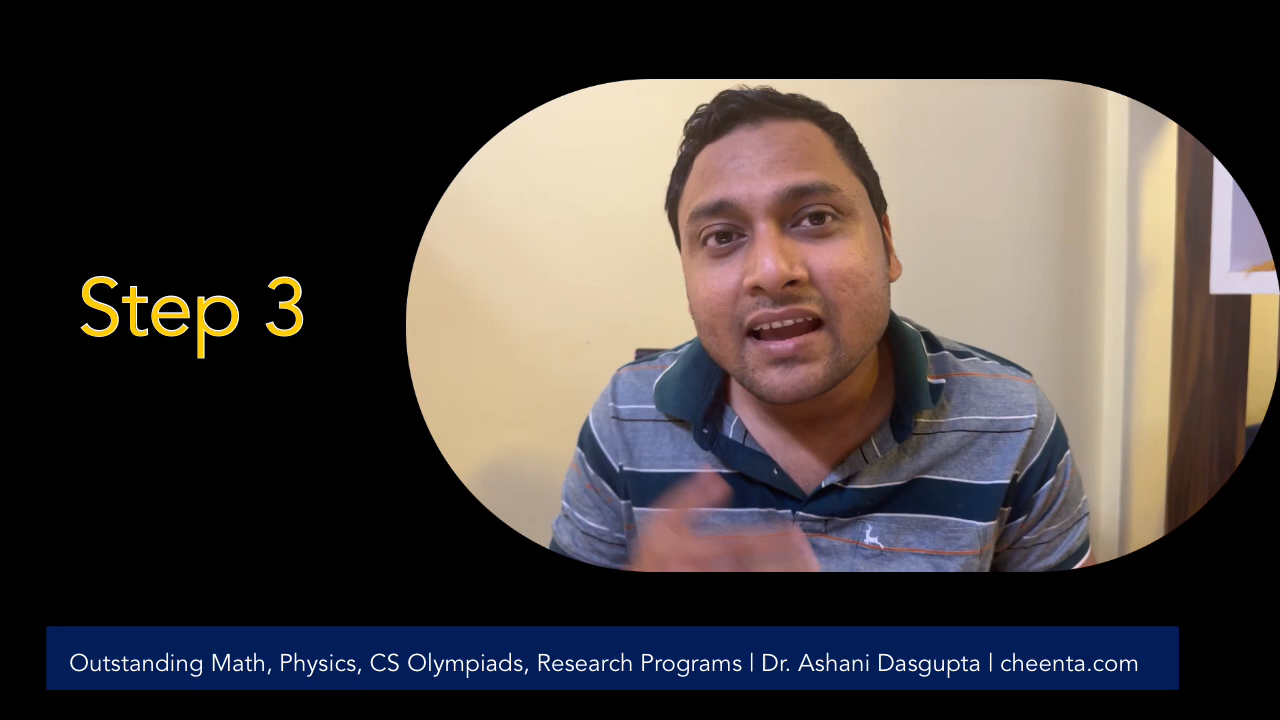 Step 3
Outstanding Math, Physics, CS Olympiads, Research Programs | Dr. Ashani Dasgupta | cheenta.com